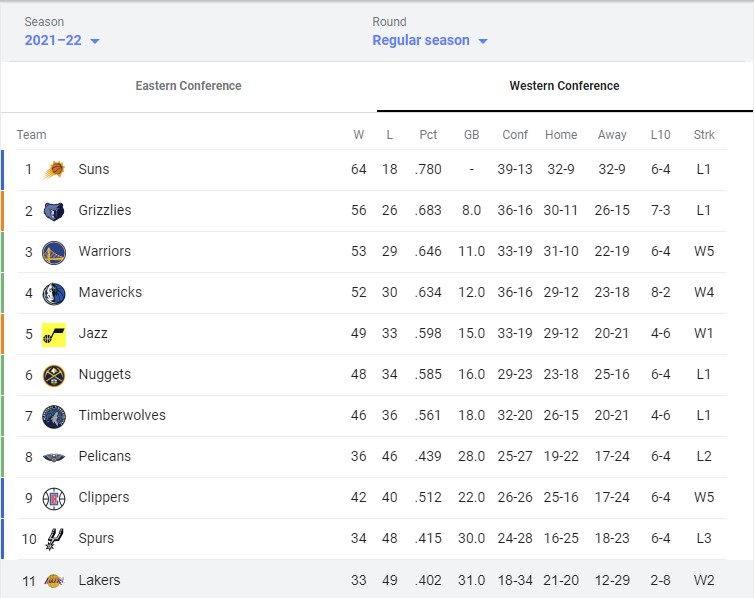 Season Round
2021–22 Regular season
Eastern Conference Western Conference
Team W L Pct GB Conf Home Away L10 Strk
1 Suns 64 18 .780 - 39-13 32-9 32-9 6-4 L1
2 Grizzlies 56 26 .683 8.0 36-16 30-11 26-15 7-3 L1
3 Warriors 53 29 .646 11.0 33-19 31-10 22-19 6-4 W5
4 Mavericks 52 30 .634 12.0 36-16 29-12 23-18 8-2 W4
5 Jazz 49 33 .598 15.0 33-19 29-12 20-21 4-6 W1
6 Nuggets 48 34 .585 16.0 29-23 23-18 25-16 6-4 L1
7 Timberwolves 46 36 .561 18.0 32-20 26-15 20-21 4-6 L1
8 Pelicans 36 46 .439 28.0 25-27 19-22 17-24 6-4 L2
9 Clippers 42 40 .512 22.0 26-26 25-16 17-24 6-4 W5
10 Spurs 34 48 .415 30.0 24-28 16-25 18-23 6-4 L3
11 Lakers 33 49 .402 31.0 18-34 21-20 12-29 2-8 W2